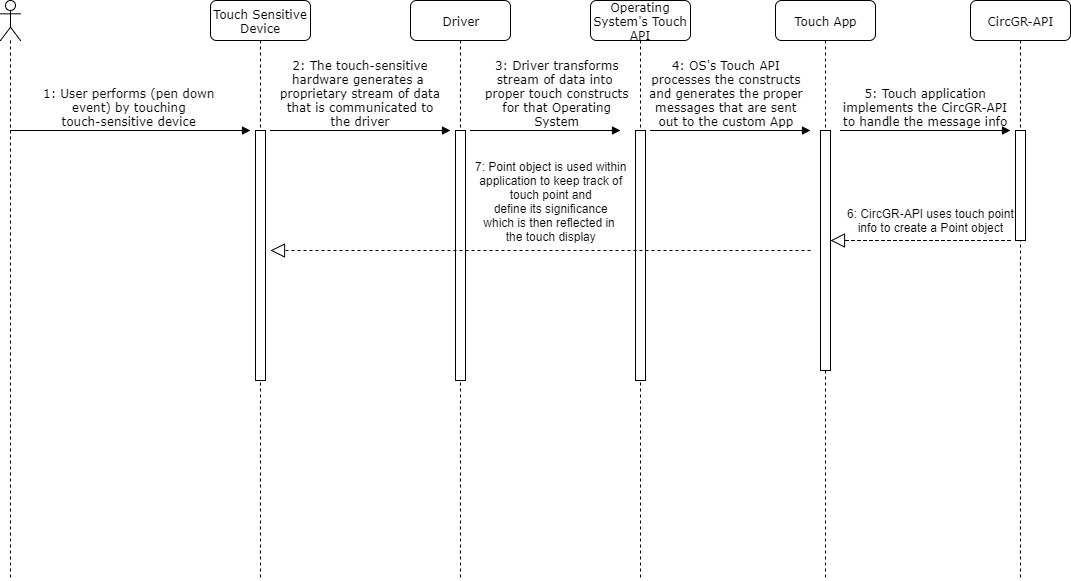 Touch Sensitive
Device
Driver
Operating
System's Touch
API
Touch App
CircGR-API
1: User performs (pen down
event) by touching
touch-sensitive device
2: The touch-sensitive
hardware generates a
proprietary stream of data
that is communicated to
the driver
3: Driver transforms
stream of data into
proper touch constructs
for that Operating
System
4: OS's Touch API
processes the constructs
and generates the proper
messages that are sent
out to the custom App
5: Touch application
implements the CircGR-API
to handle the message info
6: CircGR-API uses touch point
info to create a Point object
7: Point object is used within
application to keep track of
touch point and
define its significance
which is then reflected in
the touch display